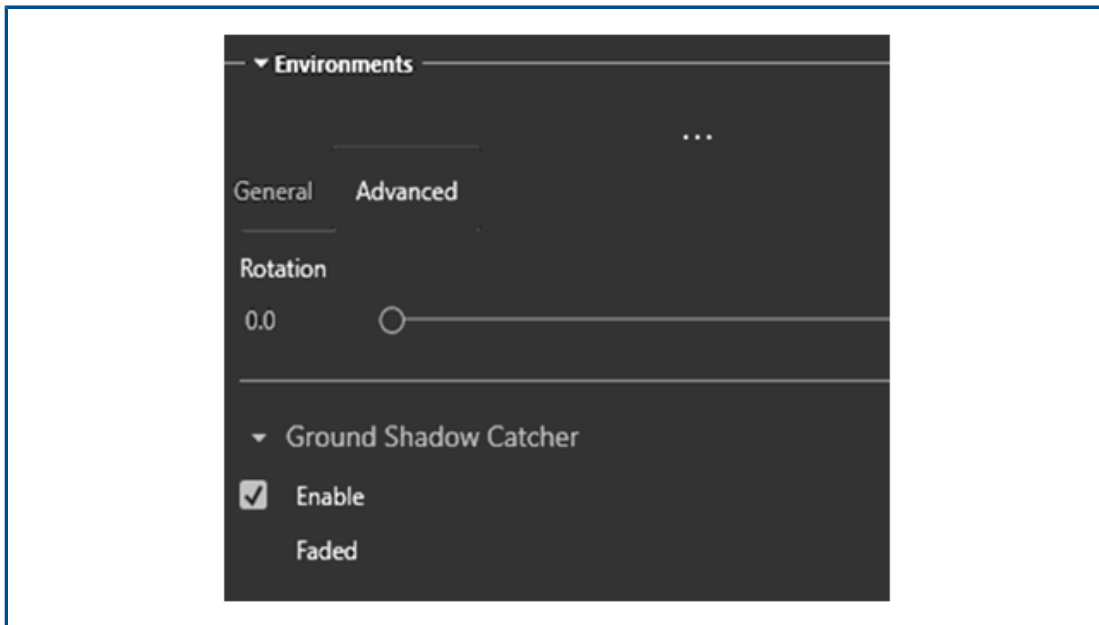 Environments
...
General Advanced
Rotation
0.0
Ground Shadow Catcher
Enable
Faded